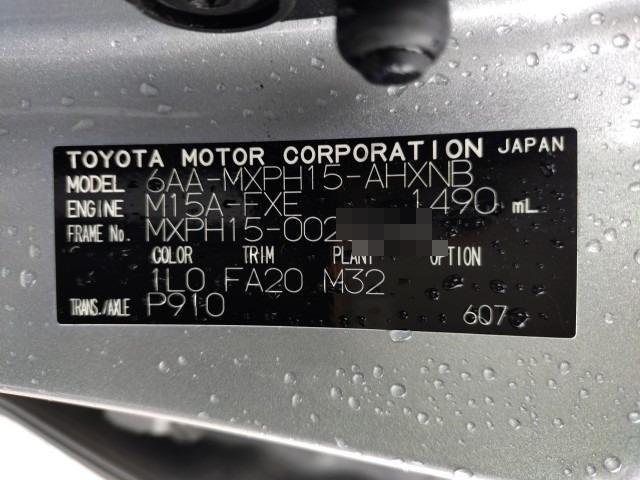 TOYOTA MOTOR CORPORATION JAPAN
MODEL 6AA-MXPH15-AHXNB
ENGINE M15A-FXE 1490 mL
FRAME No. MXPH15-002
COLOR TRIM PLANT OPTION
1L0 FA20 M32
TRANS./AXLE P910
607